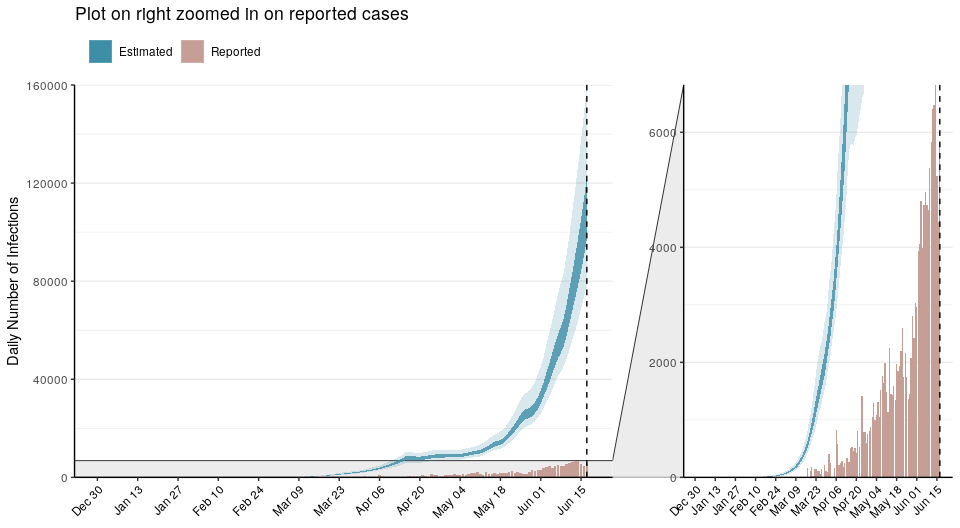 Plot on right zoomed in on reported cases
Estimated Reported
Daily Number of Infections
160000
120000
80000
40000
0
Dec 30 Jan 13 Jan 27 Feb 10 Feb 24 Mar 09 Mar 23 Apr 06 Apr 20 May 04 May 18 Jun 01 Jun 15
6000
4000
2000
0
Dec 30 Jan 13 Jan 27 Feb 10 Feb 24 Mar 09 Mar 23 Apr 06 Apr 20 May 04 May 18 Jun 01 Jun 15